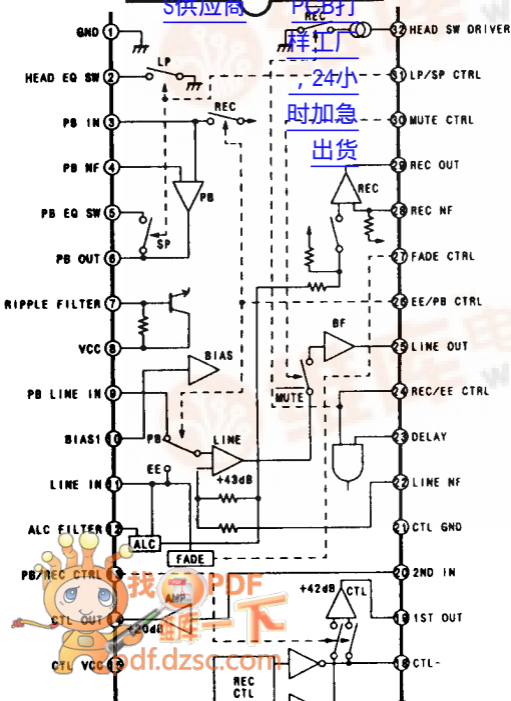 S供应商
PCB打
样工厂
，24小
时加急
出货
GND 1
HEAD EQ SW 2
PB IN 3
PB NF 4
PB EQ SW 5
PB OUT 6
RIPPLE FILTER 7
VCC 8
PB LINE IN 9
BIAS1 10
LINE IN 11
ALC FILTER 12
PB/REC CTRL
CTL OUT
CTL VCC
32 HEAD SW DRIVER
31 LP/SP CTRL
30 MUTE CTRL
29 REC OUT
28 REC NF
27 FADE CTRL
26 EE/PB CTRL
25 LINE OUT
24 REC/EE CTRL
23 DELAY
22 LINE NF
21 CTL GND
20 2ND IN
19 1ST OUT
18 CTL-
REC
LP
REC
PB
REC
SP
BF
BIAS
MUTE
PB
LINE
EE
+43dB
ALC
FADE
AMP
+20dB
+42dB
CTL
REC
CTL
找 PDF
PDF
一下
pdf.dzsc.com